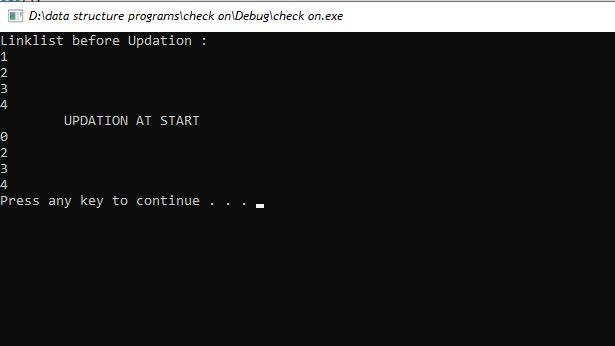 D:\data structure programs\check on\Debug\check on.exe
Linklist before Updation :
1
2
3
4
UPDATION AT START
0
2
3
4
Press any key to continue . . .